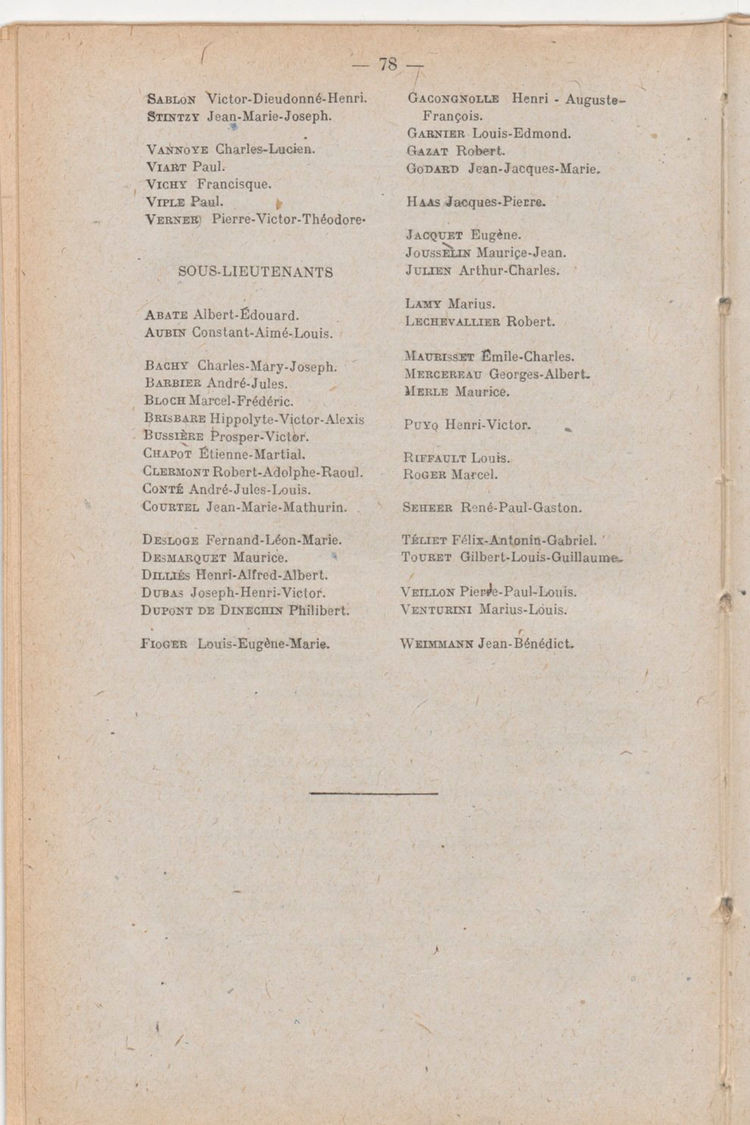 — 78 —
SABLON Victor-Dieudonné-Henri.
STINTZY Jean-Marie-Joseph.
VANNOYE Charles-Lucien.
VIART Paul.
VICHY Francisque.
VIPLE Paul.
VERNER Pierre-Victor-Théodore.
SOUS-LIEUTENANTS
ABATE Albert-Édouard.
AUBIN Constant-Aimé-Louis.
BACHY Charles-Mary-Joseph.
BARBIER André-Jules.
BLOCH Marcel-Frédéric.
BRISBARE Hippolyte-Victor-Alexis
BUSSIÈRE Prosper-Victor.
CHAPOT Étienne-Martial.
CLERMONT Robert-Adolphe-Raoul.
CONTÉ André-Jules-Louis.
COURTEL Jean-Marie-Mathurin.
DESLOGE Fernand-Léon-Marie.
DESMARQUET Maurice.
DILLIÉS Henri-Alfred-Albert.
DUBAS Joseph-Henri-Victor.
DUPONT DE DINECHIN Philibert.
FIOGER Louis-Eugène-Marie.
GACONGNOLLE Henri - Auguste-
François.
GARNIER Louis-Edmond.
GAZAT Robert.
GODARD Jean-Jacques-Marie.
HAAS Jacques-Pierre.
JACQUET Eugène.
JOUSSELIN Maurice-Jean.
JULIEN Arthur-Charles.
LAMY Marius.
LECHEVALLIER Robert.
MAURISSET Émile-Charles.
MERCEREAU Georges-Albert.
MERLE Maurice.
PUYO Henri-Victor.
RIFFAULT Louis.
ROGER Marcel.
SEHEER René-Paul-Gaston.
TÉLIET Félix-Antonin-Gabriel.
TOURET Gilbert-Louis-Guillaume.
VEILLON Pierre-Paul-Louis.
VENTURINI Marius-Louis.
WEIMMANN Jean-Bénédict.